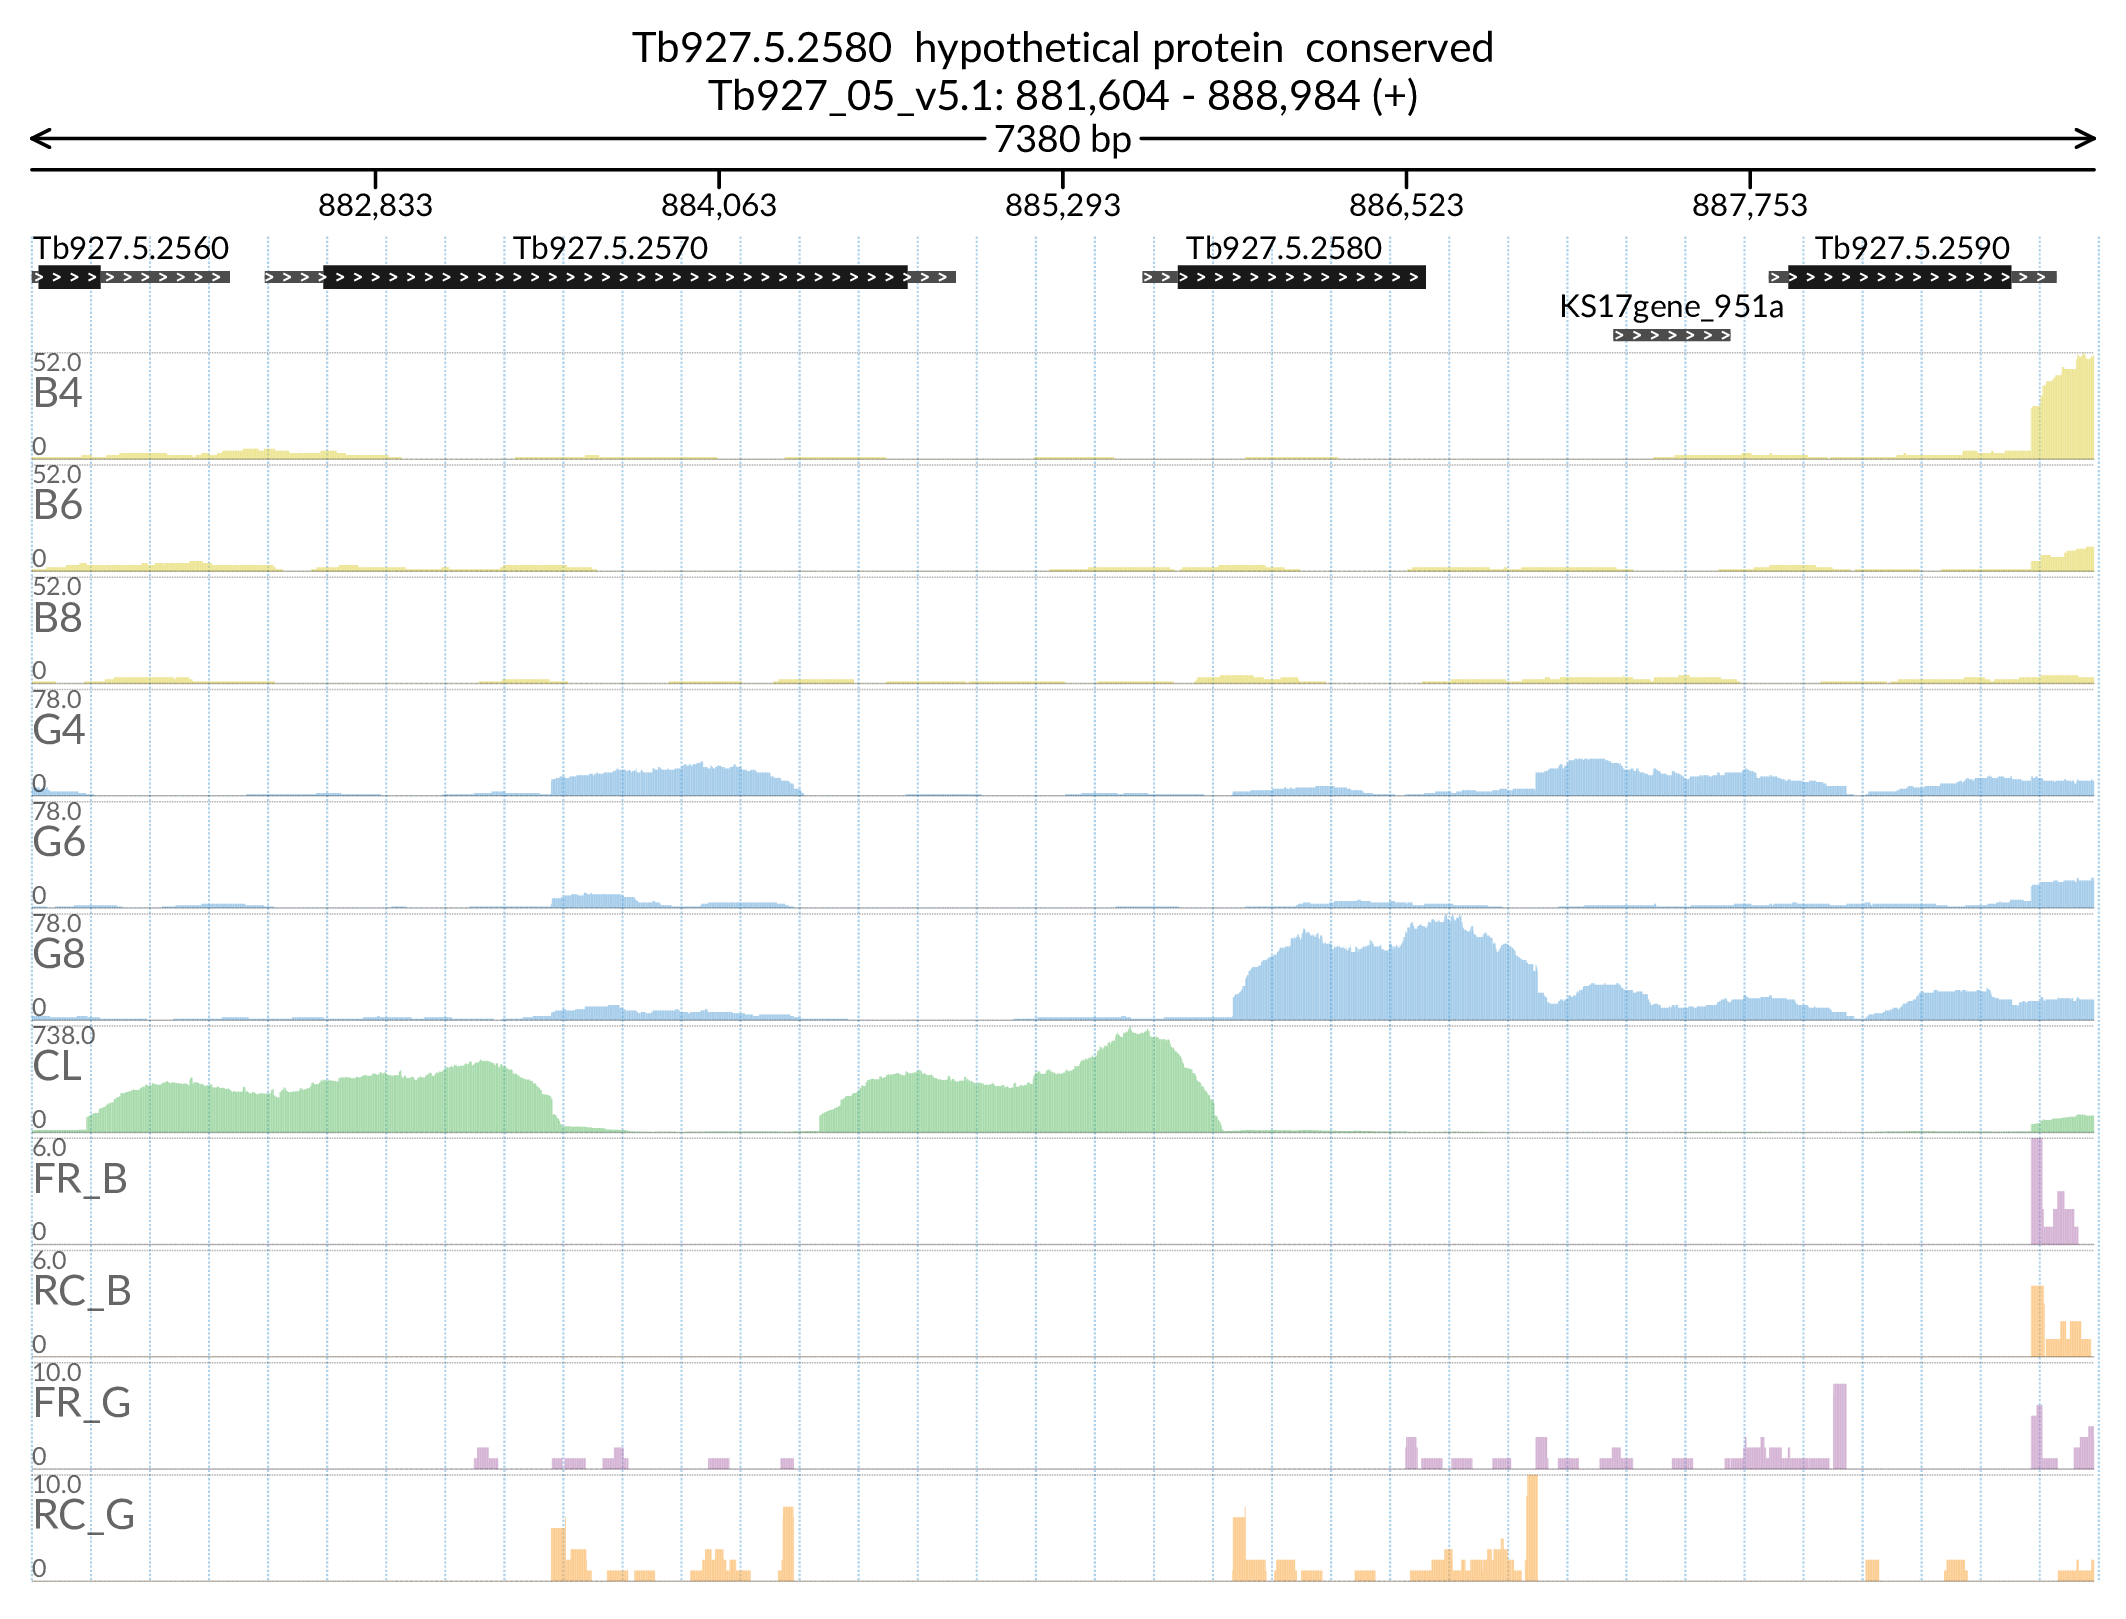 Tb927.5.2580 hypothetical protein conserved
Tb927_05_v5.1: 881,604 - 888,984 (+)
7380 bp
882,833 884,063 885,293 886,523 887,753
Tb927.5.2560 Tb927.5.2570 Tb927.5.2580 Tb927.5.2590
KS17gene_951a
52.0
B4
0
52.0
B6
0
52.0
B8
0
78.0
G4
0
78.0
G6
0
78.0
G8
0
738.0
CL
0
6.0
FR_B
0
6.0
RC_B
0
10.0
FR_G
0
10.0
RC_G
0